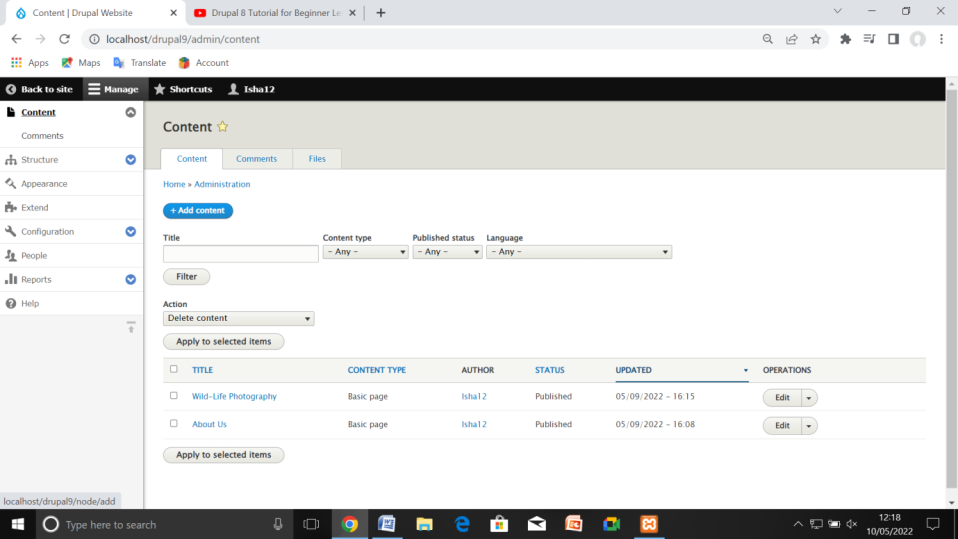 Content | Drupal Website
Drupal 8 Tutorial for Beginner Le
localhost/drupal9/admin/content
Apps Maps Translate Account
Back to site Manage Shortcuts Isha12
Content
Comments
Structure
Appearance
Extend
Configuration
People
Reports
Help
Content
Content Comments Files
Home » Administration
+ Add content
Title Content type Published status Language
- Any - - Any - - Any -
Filter
Action
Delete content
Apply to selected items
TITLE CONTENT TYPE AUTHOR STATUS UPDATED OPERATIONS
Wild-Life Photography Basic page Isha12 Published 05/09/2022 - 16:15 Edit
About Us Basic page Isha12 Published 05/09/2022 - 16:08 Edit
Apply to selected items
localhost/drupal9/node/add
Type here to search
12:18
10/05/2022